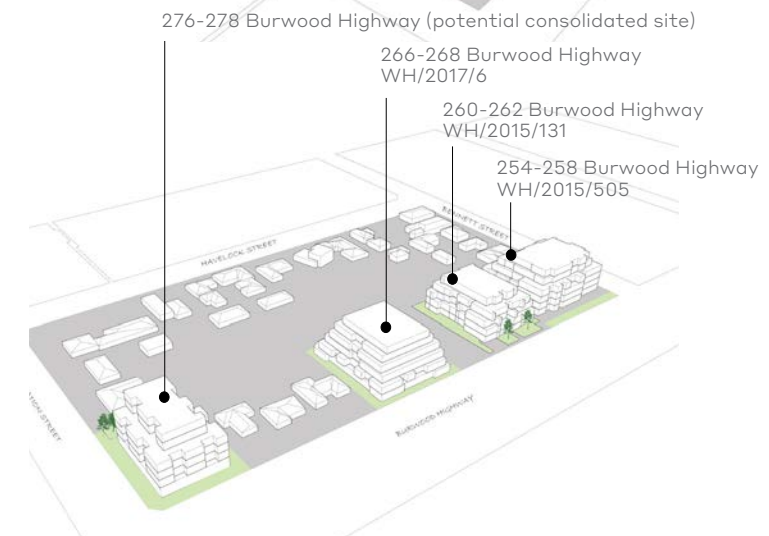 276-278 Burwood Highway (potential consolidated site)
266-268 Burwood Highway
WH/2017/6
260-262 Burwood Highway
WH/2015/131
254-258 Burwood Highway
WH/2015/505
BENNETT STREET
HAVELOCK STREET
BURWOOD HIGHWAY
STREET